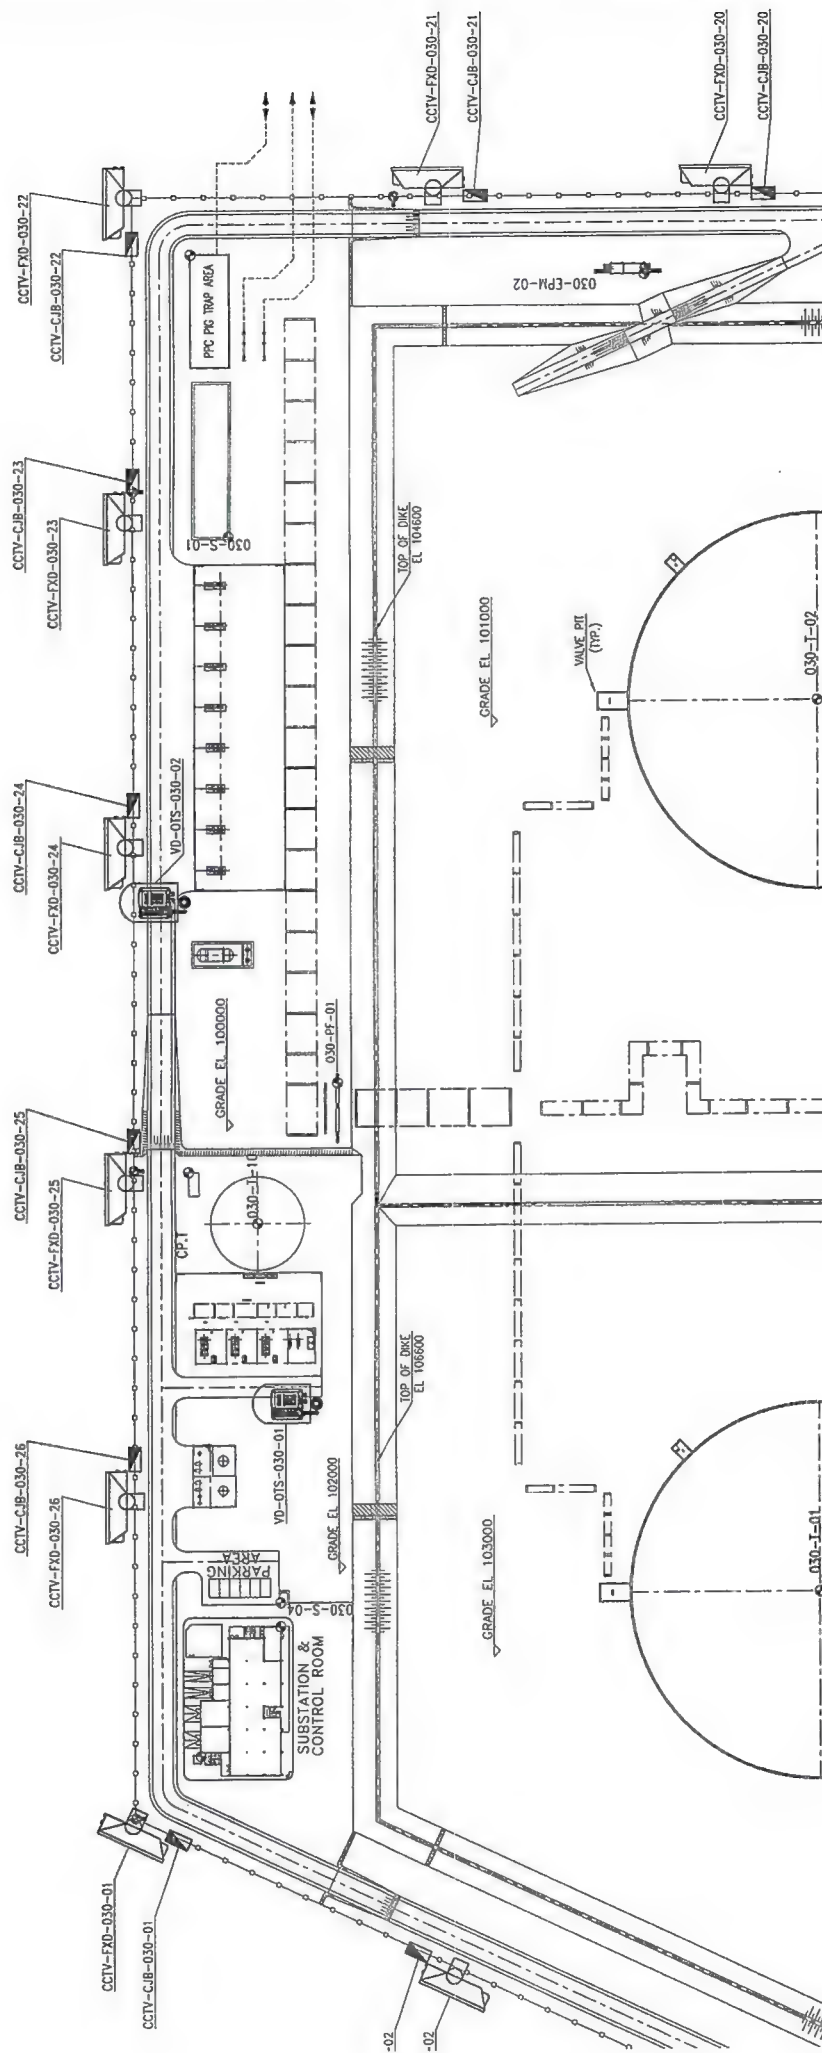 CCTV-FXD-030-21
CCTV-CJB-030-21
CCTV-FXD-030-20
CCTV-CJB-030-20
CCTV-FXD-030-22
CCTV-CJB-030-22
PPC PIG TRAP AREA
030-EPM-02
CCTV-CJB-030-23
CCTV-FXD-030-23
030-S-01
TOP OF DIKE
EL 104600
GRADE EL 101000
VALVE PIT
(TYP.)
030-T-02
CCTV-CJB-030-24
CCTV-FXD-030-24
VD-OTS-030-02
GRADE EL 100000
030-PF-01
CCTV-CJB-030-25
CCTV-FXD-030-25
CP.1
030-T-10
TOP OF DIKE
EL 106600
CCTV-CJB-030-26
CCTV-FXD-030-26
VD-OTS-030-01
GRADE EL 102000
PARKING
AREA
030-S-04
GRADE EL 103000
030-T-01
SUBSTATION &
CONTROL ROOM
CCTV-FXD-030-01
CCTV-CJB-030-01
-02
-02